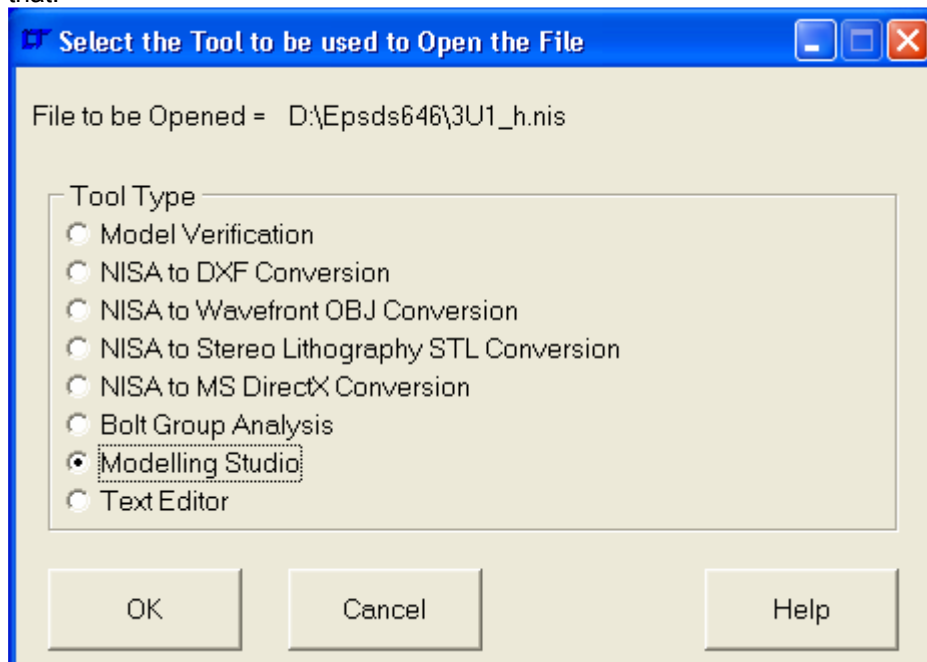 that.
Select the Tool to be used to Open the File
File to be Opened = D:\Epsds646\3U1_h.nis
Tool Type
Model Verification
NISA to DXF Conversion
NISA to Wavefront OBJ Conversion
NISA to Stereo Lithography STL Conversion
NISA to MS DirectX Conversion
Bolt Group Analysis
Modelling Studio
Text Editor
OK Cancel Help